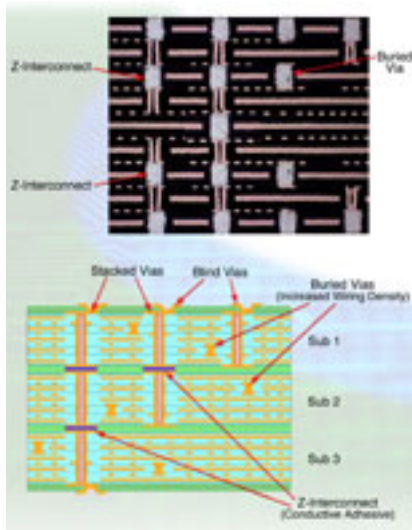 Z-Interconnect
Buried
Via
Z-Interconnect
Stacked Vias
Blind Vias
Buried Vias
(Increased Wiring Density)
Sub 1
Sub 2
Sub 3
Z-Interconnect
(Conductive Adhesive)